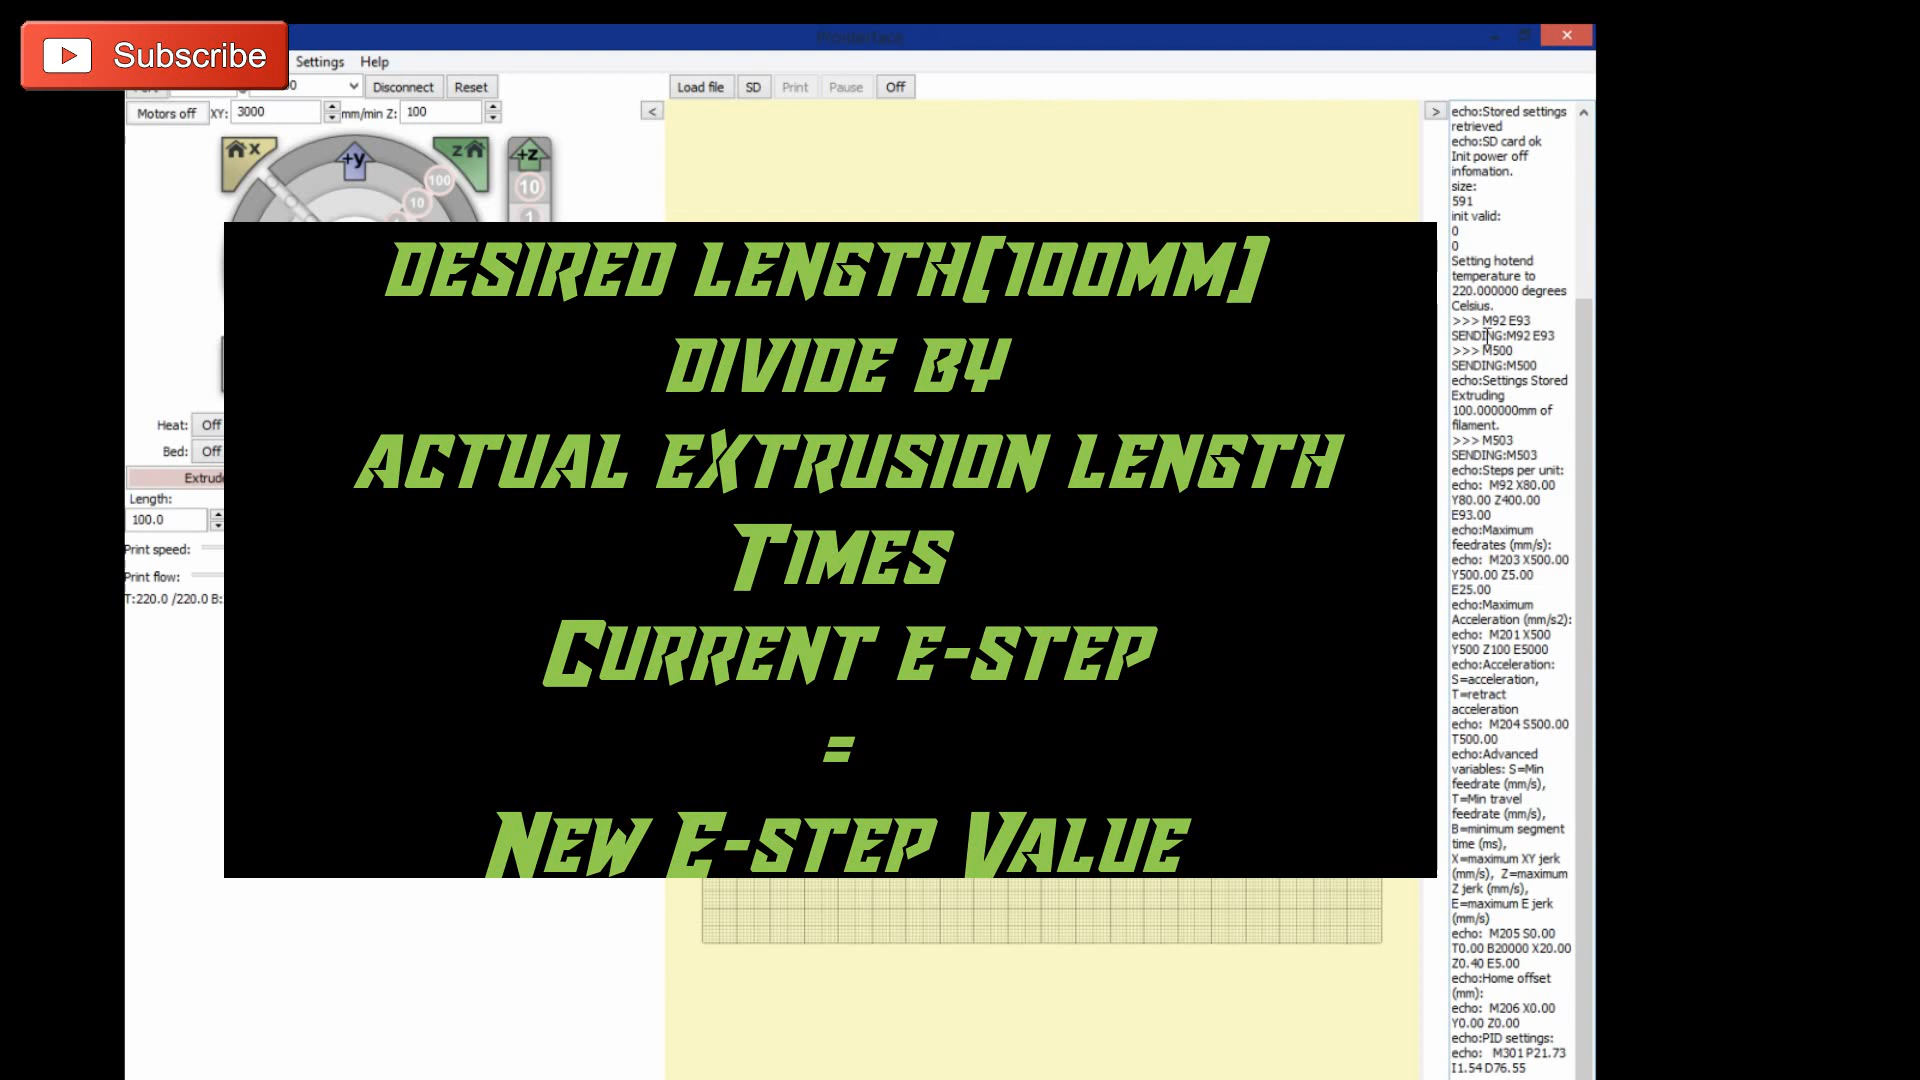 Subscribe
Settings Help
Disconnect Reset
Load file SD Print Pause Off
Motors off XY: 3000 mm/min Z: 100
< >
X +y z +z
100
10
10
1
DESIRED LENGTH(100MM)
DIVIDE BY
ACTUAL EXTRUSION LENGTH
TIMES
CURRENT E-STEP
=
NEW E-STEP VALUE
Heat: Off
Bed: Off
Extrude
Length:
100.0
Print speed:
Print flow:
T:220.0 /220.0 B:
echo:Stored settings
retrieved
echo:SD card ok
Init power off
infomation.
size:
591
init valid:
0
0
Setting hotend
temperature to
220.000000 degrees
Celsius.
>>> M92 E93
SENDING:M92 E93
>>> M500
SENDING:M500
echo:Settings Stored
Extruding
100.000000mm of
filament.
>>> M503
SENDING:M503
echo:Steps per unit:
echo: M92 X80.00
Y80.00 Z400.00
E93.00
echo:Maximum
feedrates (mm/s):
echo: M203 X500.00
Y500.00 Z5.00
E25.00
echo:Maximum
Acceleration (mm/s2):
echo: M201 X500
Y500 Z100 E5000
echo:Acceleration:
S=acceleration,
T=retract
acceleration
echo: M204 S500.00
T500.00
echo:Advanced
variables: S=Min
feedrate (mm/s),
T=Min travel
feedrate (mm/s),
B=minimum segment
time (ms),
X=maximum XY jerk
(mm/s), Z=maximum
Z jerk (mm/s),
E=maximum E jerk
(mm/s)
echo: M205 S0.00
T0.00 B20000 X20.00
Z0.40 E5.00
echo:Home offset
(mm):
echo: M206 X0.00
Y0.00 Z0.00
echo:PID settings:
echo: M301 P21.73
I1.54 D76.55